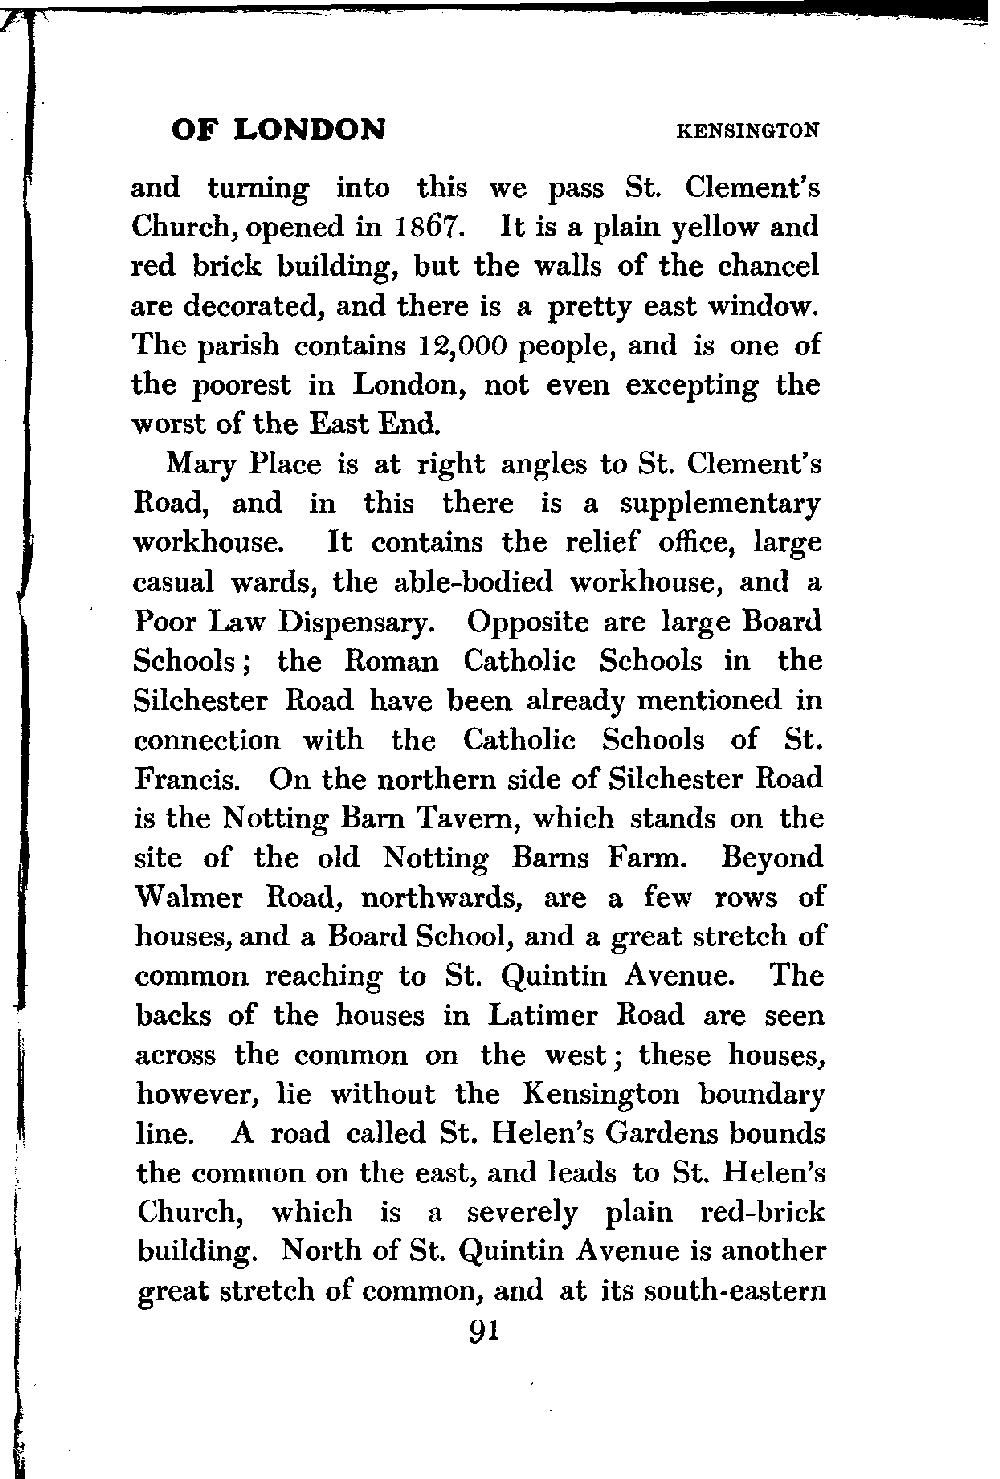 OF LONDON KENSINGTON
and turning into this we pass St. Clement's
Church, opened in 1867. It is a plain yellow and
red brick building, but the walls of the chancel
are decorated, and there is a pretty east window.
The parish contains 12,000 people, and is one of
the poorest in London, not even excepting the
worst of the East End.
Mary Place is at right angles to St. Clement's
Road, and in this there is a supplementary
workhouse. It contains the relief office, large
casual wards, the able-bodied workhouse, and a
Poor Law Dispensary. Opposite are large Board
Schools; the Roman Catholic Schools in the
Silchester Road have been already mentioned in
connection with the Catholic Schools of St.
Francis. On the northern side of Silchester Road
is the Notting Barn Tavern, which stands on the
site of the old Notting Barns Farm. Beyond
Walmer Road, northwards, are a few rows of
houses, and a Board School, and a great stretch of
common reaching to St. Quintin Avenue. The
backs of the houses in Latimer Road are seen
across the common on the west; these houses,
however, lie without the Kensington boundary
line. A road called St. Helen's Gardens bounds
the common on the east, and leads to St. Helen's
Church, which is a severely plain red-brick
building. North of St. Quintin Avenue is another
great stretch of common, and at its south-eastern
91